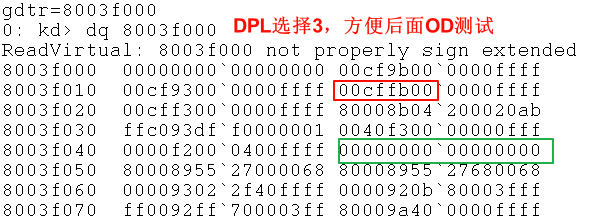 gdtr=8003f000
0: kd> dq 8003f000
DPL选择3，方便后面OD测试
ReadVirtual: 8003f000 not properly sign extended
8003f000  00000000`00000000 00cf9b00`0000ffff
8003f010  00cf9300`0000ffff 00cffb00`0000ffff
8003f020  00cff300`0000ffff 80008b04`200020ab
8003f030  ffc093df`f0000001 0040f300`00000fff
8003f040  0000f200`0400ffff 00000000`00000000
8003f050  80008955`27000068 80008955`27680068
8003f060  00009302`2f40ffff 0000920b`80003fff
8003f070  ff0092ff`700003ff 80009a40`0000ffff